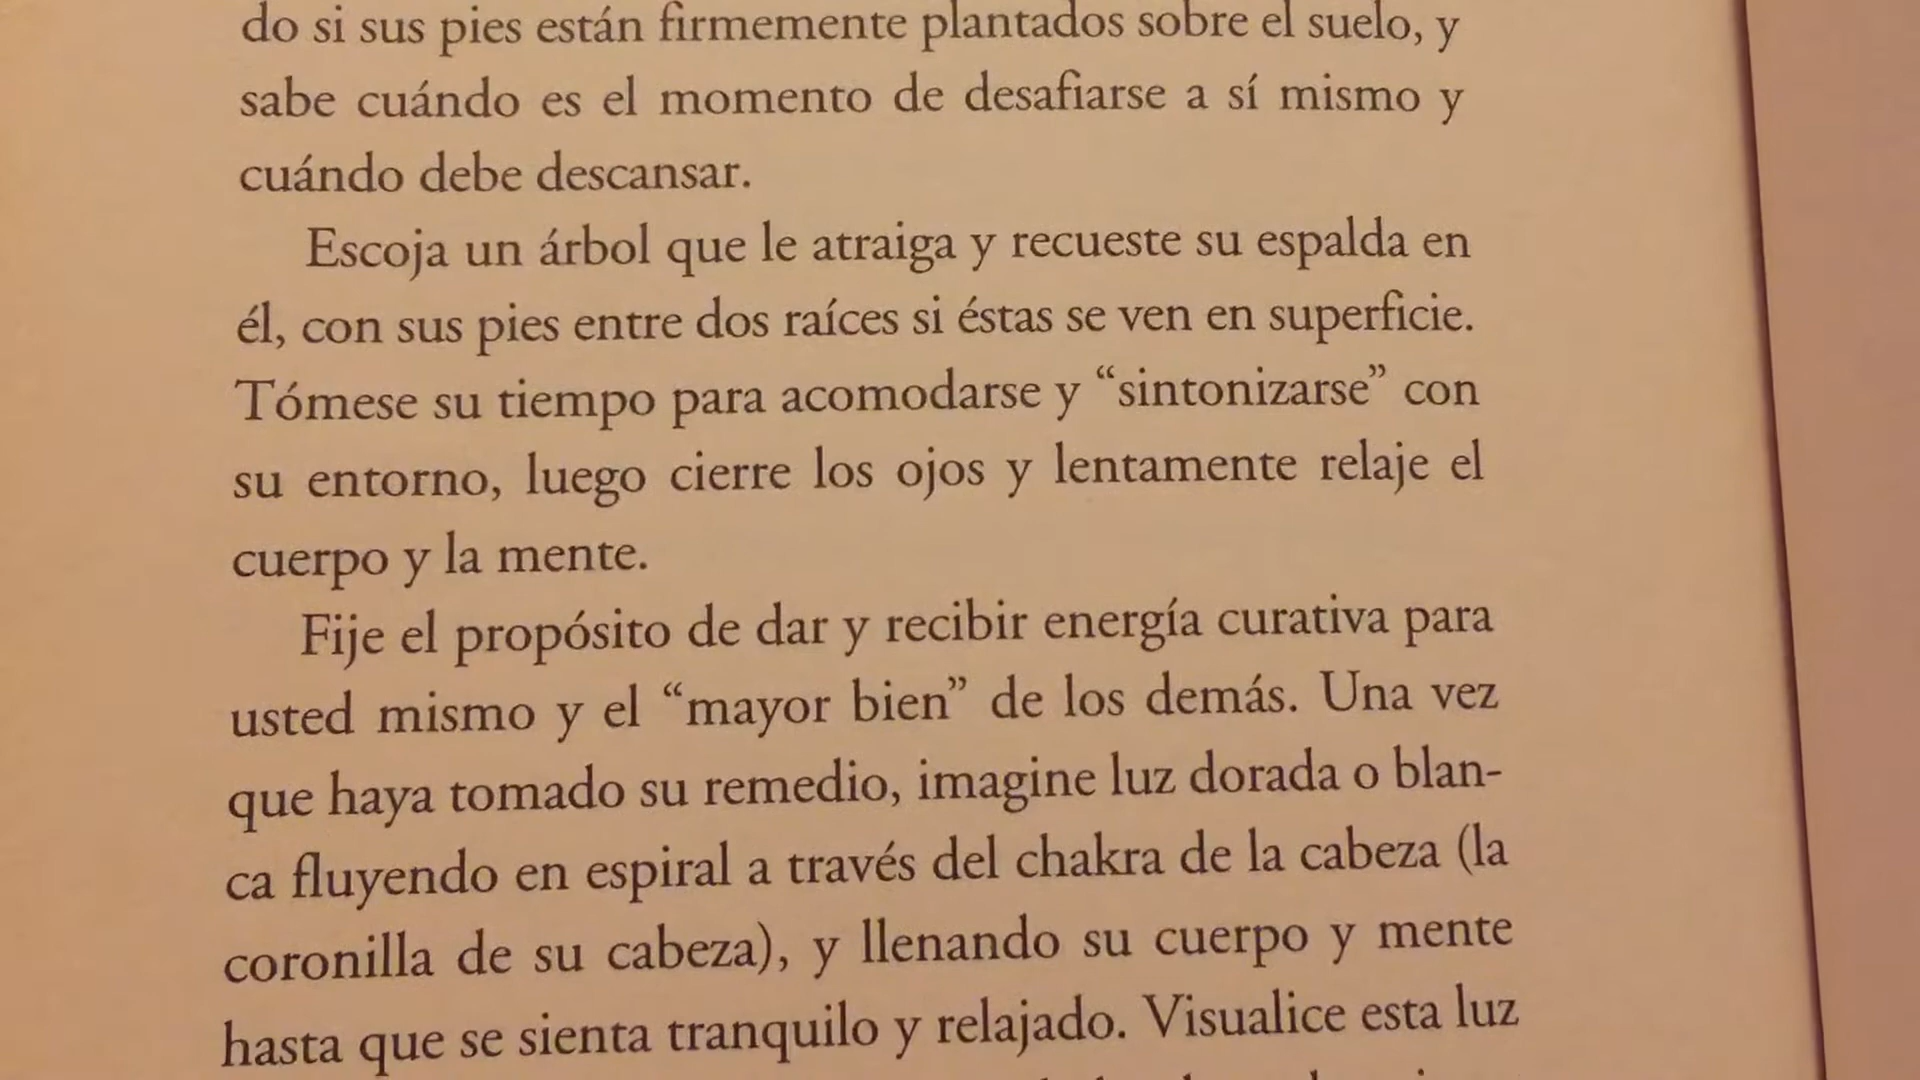 do si sus pies están firmemente plantados sobre el suelo, y
sabe cuándo es el momento de desafiarse a sí mismo y
cuándo debe descansar.
Escoja un árbol que le atraiga y recueste su espalda en
él, con sus pies entre dos raíces si éstas se ven en superficie.
Tómese su tiempo para acomodarse y “sintonizarse” con
su entorno, luego cierre los ojos y lentamente relaje el
cuerpo y la mente.
Fije el propósito de dar y recibir energía curativa para
usted mismo y el “mayor bien” de los demás. Una vez
que haya tomado su remedio, imagine luz dorada o blan-
ca fluyendo en espiral a través del chakra de la cabeza (la
coronilla de su cabeza), y llenando su cuerpo y mente
hasta que se sienta tranquilo y relajado. Visualice esta luz